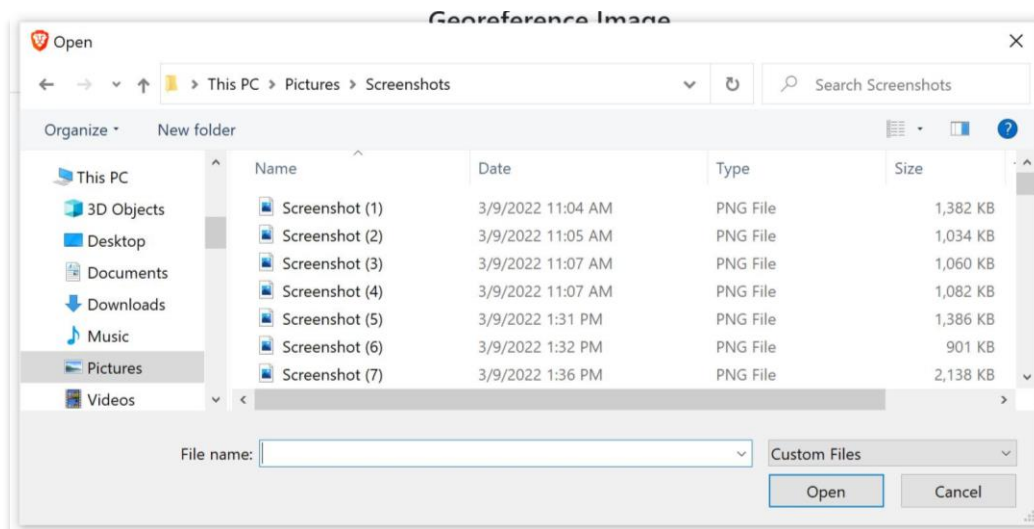 Georeference Image
Open
This PC > Pictures > Screenshots
Search Screenshots
Organize
New folder
Name Date Type Size
This PC
3D Objects
Desktop
Documents
Downloads
Music
Pictures
Videos
Screenshot (1) 3/9/2022 11:04 AM PNG File 1,382 KB
Screenshot (2) 3/9/2022 11:05 AM PNG File 1,034 KB
Screenshot (3) 3/9/2022 11:07 AM PNG File 1,060 KB
Screenshot (4) 3/9/2022 11:07 AM PNG File 1,082 KB
Screenshot (5) 3/9/2022 1:31 PM PNG File 1,386 KB
Screenshot (6) 3/9/2022 1:32 PM PNG File 901 KB
Screenshot (7) 3/9/2022 1:36 PM PNG File 2,138 KB
File name:
Custom Files
Open
Cancel